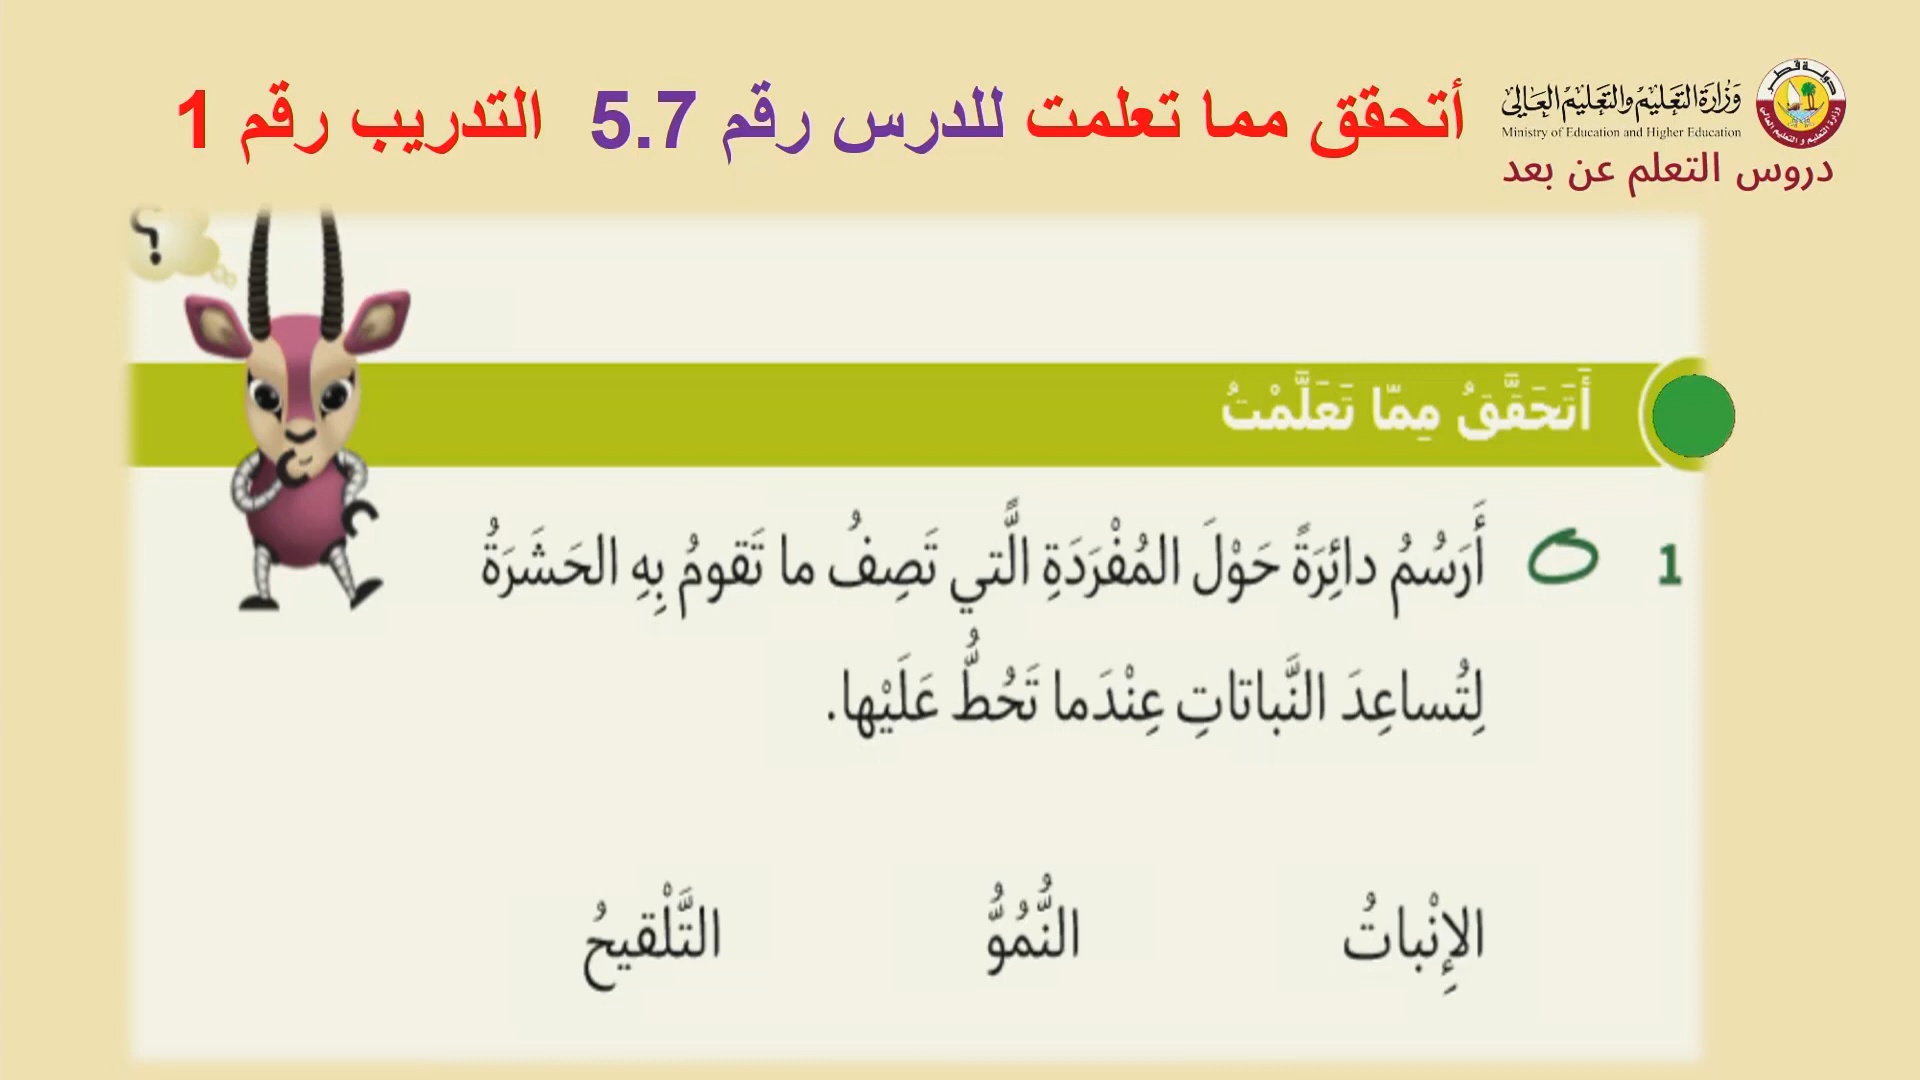 أتحقق مما تعلمت للدرس رقم 5.7 التدريب رقم 1
وزارة التعليم والتعليم العالي
Ministry of Education and Higher Education
دروس التعلم عن بعد
؟
أَتَحَقَّقُ مِمّا تَعَلَّمْتُ
1 أَرَسُمُ دائِرَةً حَوْلَ المُفْرَدَةِ الَّتي تَصِفُ ما تَقومُ بِهِ الحَشَرَةُ
لِتُساعِدَ النَّباتاتِ عِنْدَما تَحُطُّ عَلَيْها.
الإِنْباتُ النُّمُوُّ التَّلْقيحُ